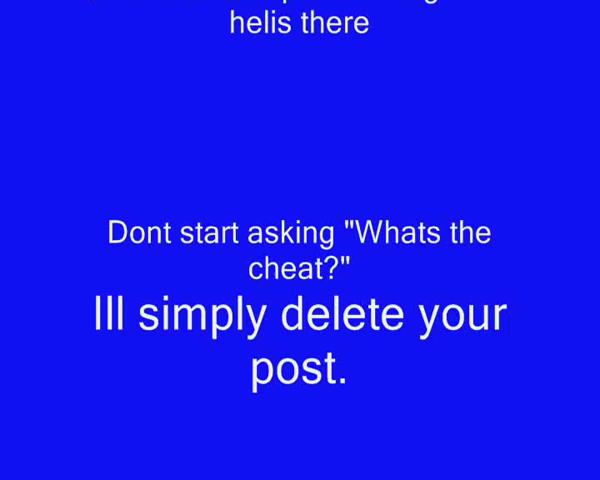 helis there
Dont start asking "Whats the
cheat?"
Ill simply delete your
post.